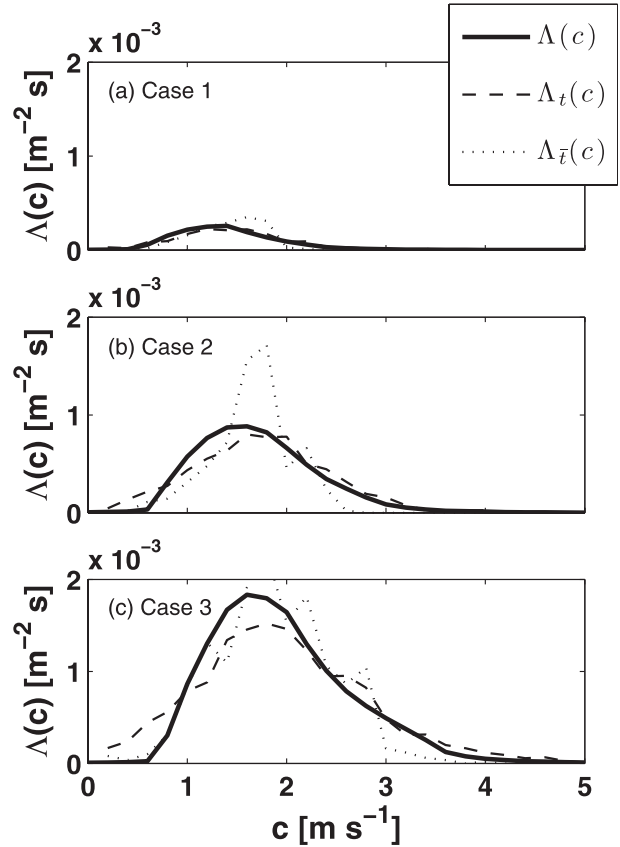 x 10⁻³
Λ(c)
Λₜ(c)
Λ_t̄(c)
2
(a) Case 1
1
0
Λ(c) [m⁻² s]
x 10⁻³
2
(b) Case 2
1
0
Λ(c) [m⁻² s]
x 10⁻³
2
(c) Case 3
1
0
Λ(c) [m⁻² s]
0 1 2 3 4 5
c [m s⁻¹]